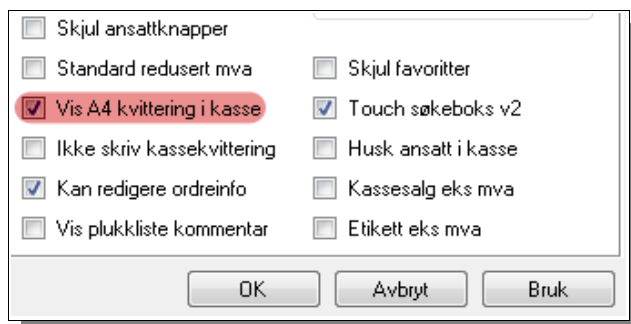 Skjul ansattknapper
Standard redusert mva
Skjul favoritter
Vis A4 kvittering i kasse
Touch søkeboks v2
Ikke skriv kassekvittering
Husk ansatt i kasse
Kan redigere ordreinfo
Kassesalg eks mva
Vis plukkliste kommentar
Etikett eks mva
OK
Avbryt
Bruk